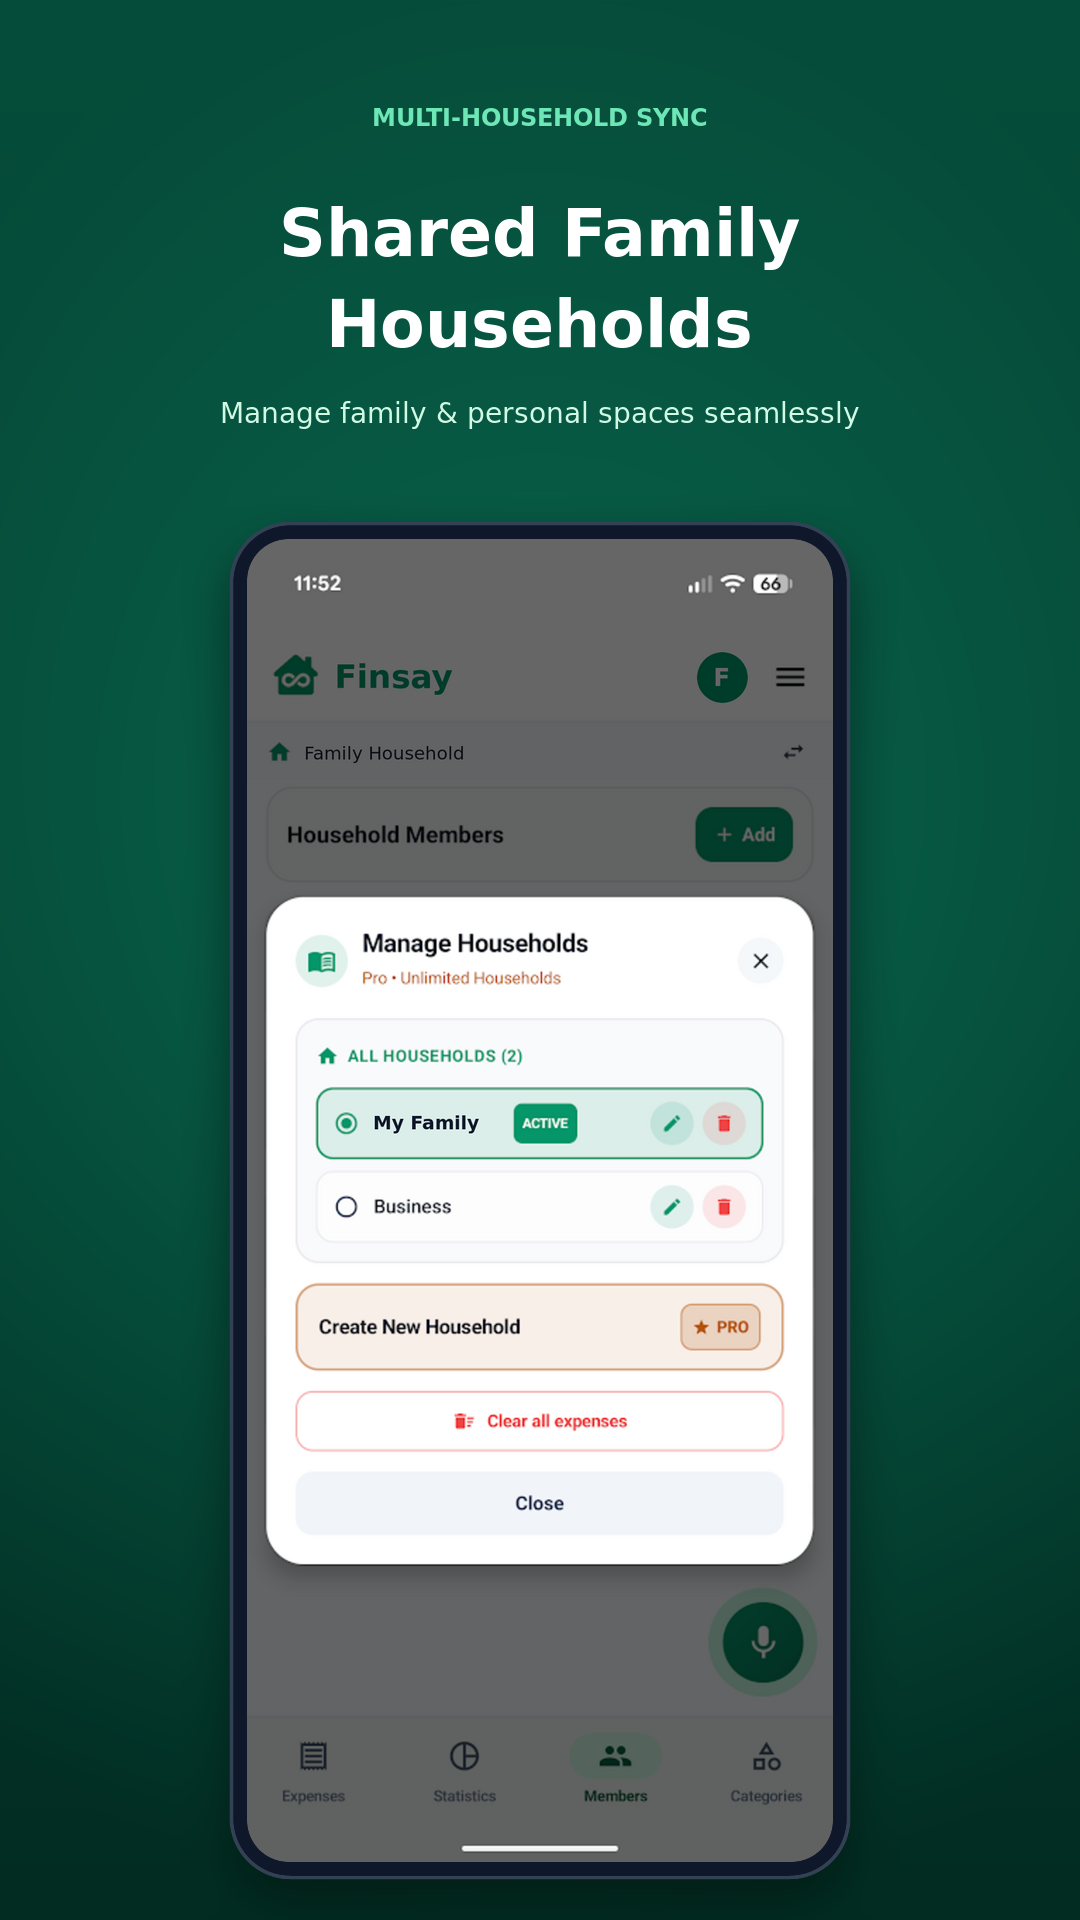 MULTI-HOUSEHOLD SYNC
Shared Family
Households
Manage family & personal spaces seamlessly
11:52
66
Finsay
F
Family Household
Household Members
+ Add
Manage Households
Pro • Unlimited Households
ALL HOUSEHOLDS (2)
My Family
ACTIVE
Business
Create New Household
PRO
Clear all expenses
Close
Expenses
Statistics
Members
Categories